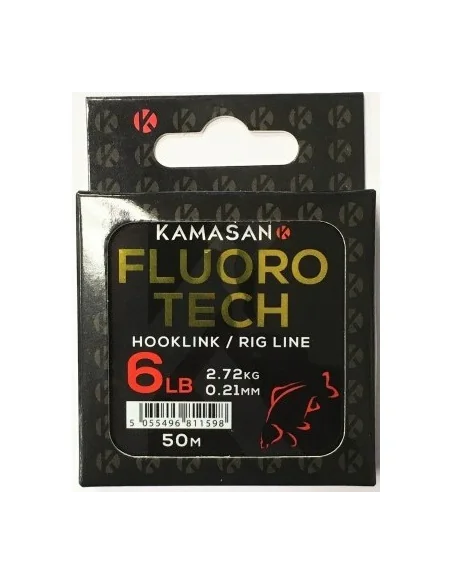 KAMASAN
FLUORO
TECH
HOOKLINK / RIG LINE
6LB
2.72KG
0.21MM
5 055496 811598
50M